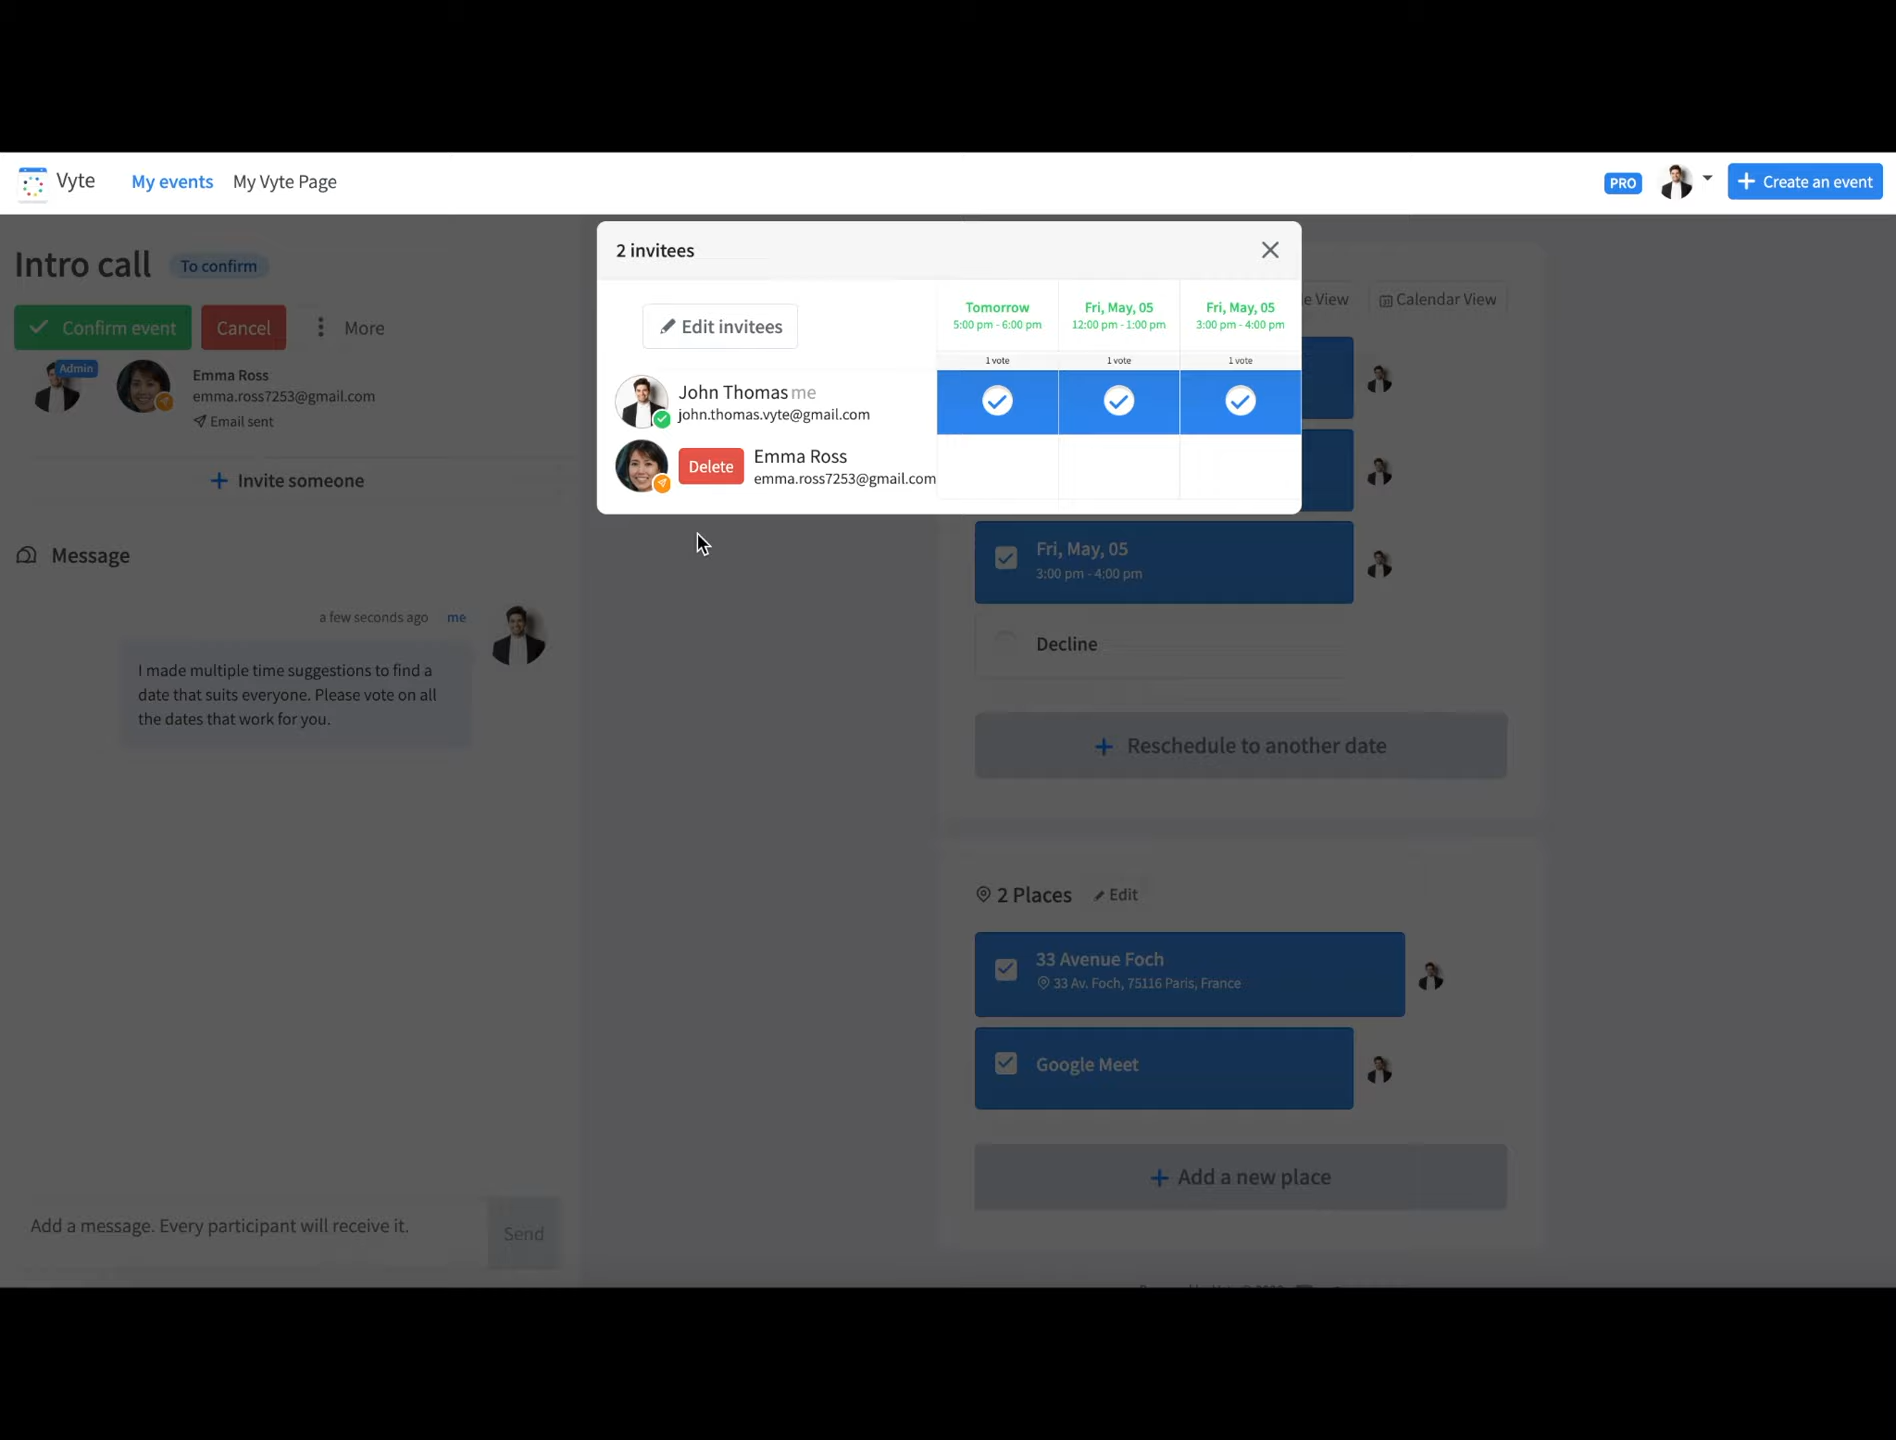 Vyte
My events
My Vyte Page
PRO
Create an event
Intro call
To confirm
Confirm event
Cancel
More
Admin
Emma Ross
emma.ross7253@gmail.com
Email sent
Invite someone
Message
a few seconds ago
me
I made multiple time suggestions to find a
date that suits everyone. Please vote on all
the dates that work for you.
Add a message. Every participant will receive it.
Send
2 invitees
Edit invitees
Tomorrow
5:00 pm - 6:00 pm
Fri, May, 05
12:00 pm - 1:00 pm
Fri, May, 05
3:00 pm - 4:00 pm
1 vote
1 vote
1 vote
John Thomas me
john.thomas.vyte@gmail.com
Delete
Emma Ross
emma.ross7253@gmail.com
View
Calendar View
Fri, May, 05
3:00 pm - 4:00 pm
Decline
Reschedule to another date
2 Places
Edit
33 Avenue Foch
33 Av. Foch, 75116 Paris, France
Google Meet
Add a new place